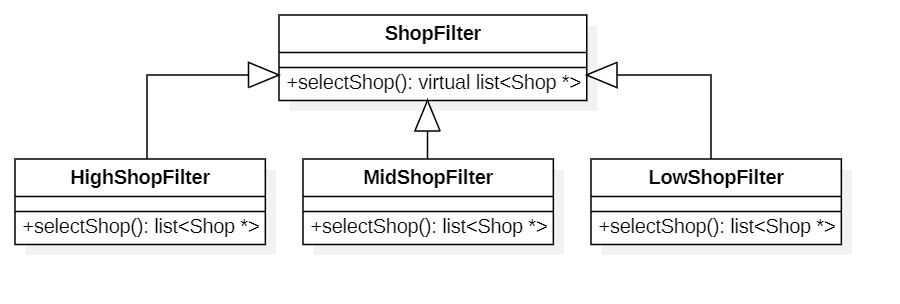 ShopFilter
+selectShop(): virtual list<Shop *>
HighShopFilter
+selectShop(): list<Shop *>
MidShopFilter
+selectShop(): list<Shop *>
LowShopFilter
+selectShop(): list<Shop *>